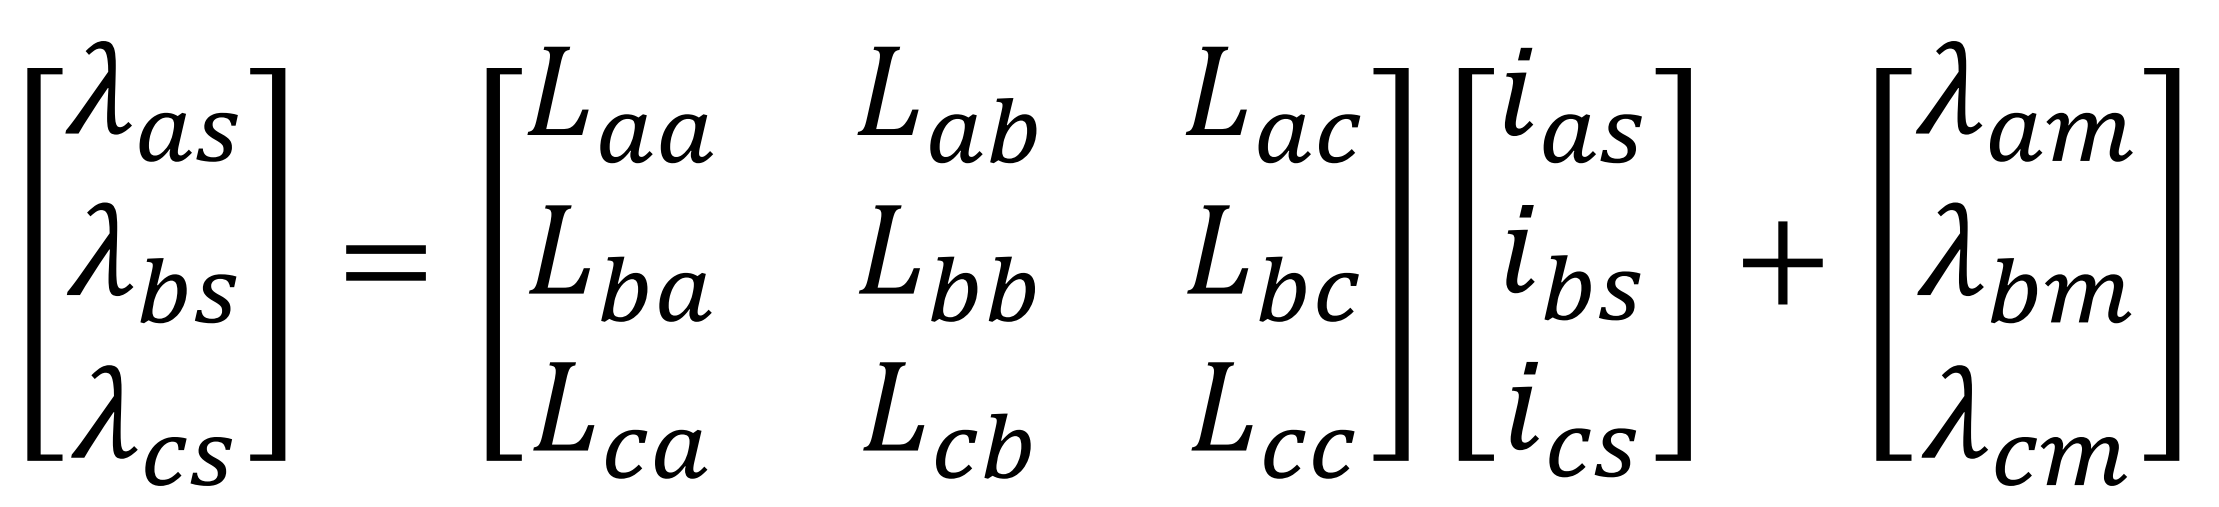 [λ_as] = [L_aa L_ab L_ac] [i_as] + [λ_am]
[λ_bs] = [L_ba L_bb L_bc] [i_bs] + [λ_bm]
[λ_cs] = [L_ca L_cb L_cc] [i_cs] + [λ_cm]